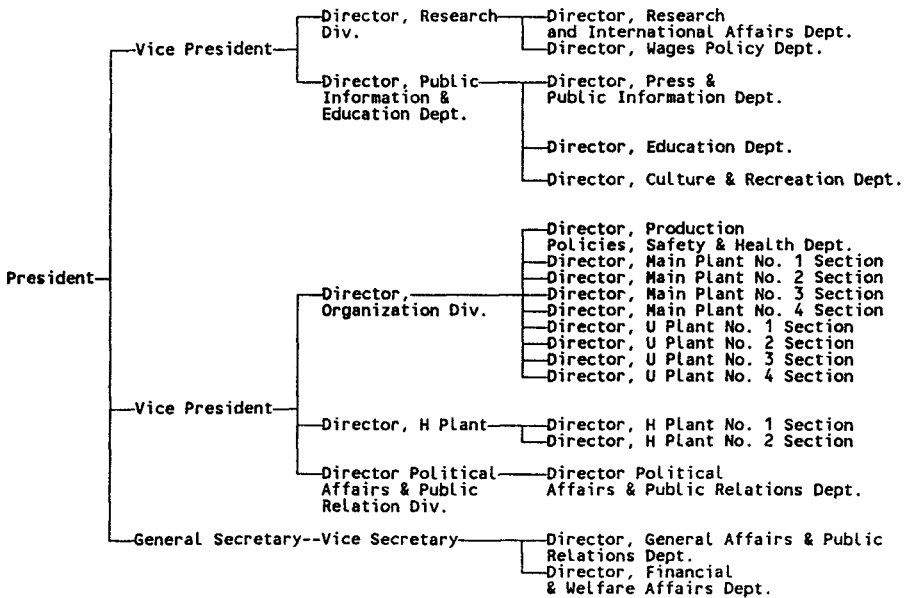 Director, Research
Div.
Director, Research
and International Affairs Dept.
Director, Wages Policy Dept.
Vice President
Director, Public
Information &
Education Dept.
Director, Press &
Public Information Dept.
Director, Education Dept.
Director, Culture & Recreation Dept.
President
Director, Production
Policies, Safety & Health Dept.
Director, Main Plant No. 1 Section
Director, Main Plant No. 2 Section
Director, Main Plant No. 3 Section
Director, Main Plant No. 4 Section
Director, U Plant No. 1 Section
Director, U Plant No. 2 Section
Director, U Plant No. 3 Section
Director, U Plant No. 4 Section
Director,
Organization Div.
Vice President
Director, H Plant
Director, H Plant No. 1 Section
Director, H Plant No. 2 Section
Director Political
Affairs & Public
Relation Div.
Director Political
Affairs & Public Relations Dept.
General Secretary--Vice Secretary
Director, General Affairs & Public
Relations Dept.
Director, Financial
& Welfare Affairs Dept.